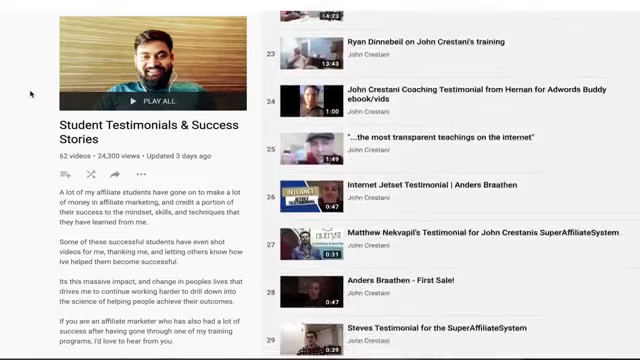 14:23
PLAY ALL
Student Testimonials & Success
Stories
62 videos • 24,300 views • Updated 3 days ago
A lot of my affiliate students have gone on to make a lot
of money in affiliate marketing, and credit a portion of
their success to the mindset, skills, and techniques that
they have learned from me.
Some of these successful students have even shot
videos for me, thanking me, and letting others know how
Ive helped them become successful.
Its this massive impact, and change in peoples lives that
drives me to continue working harder to drill down into
the science of helping people achieve their outcomes.
If you are an affiliate marketer who has also had a lot of
success after having gone through one of my training
programs, I'd love to hear from you
23
13:43
Ryan Dinnebeil on John Crestani's training
John Crestani
24
1:00
John Crestani Coaching Testimonial from Hernan for Adwords Buddy
ebook/vids
John Crestani
25
1:49
"...the most transparent teachings on the internet"
John Crestani
26
INTERNET
0:47
Internet Jetset Testimonial | Anders Braathen
John Crestani
27
0:31
Matthew Nekvapil's Testimonial for John Crestanis SuperAffiliateSystem
John Crestani
28
0:47
Anders Braathen - First Sale!
John Crestani
29
0:39
Steves Testimonial for the SuperAffiliateSystem
John Crestani